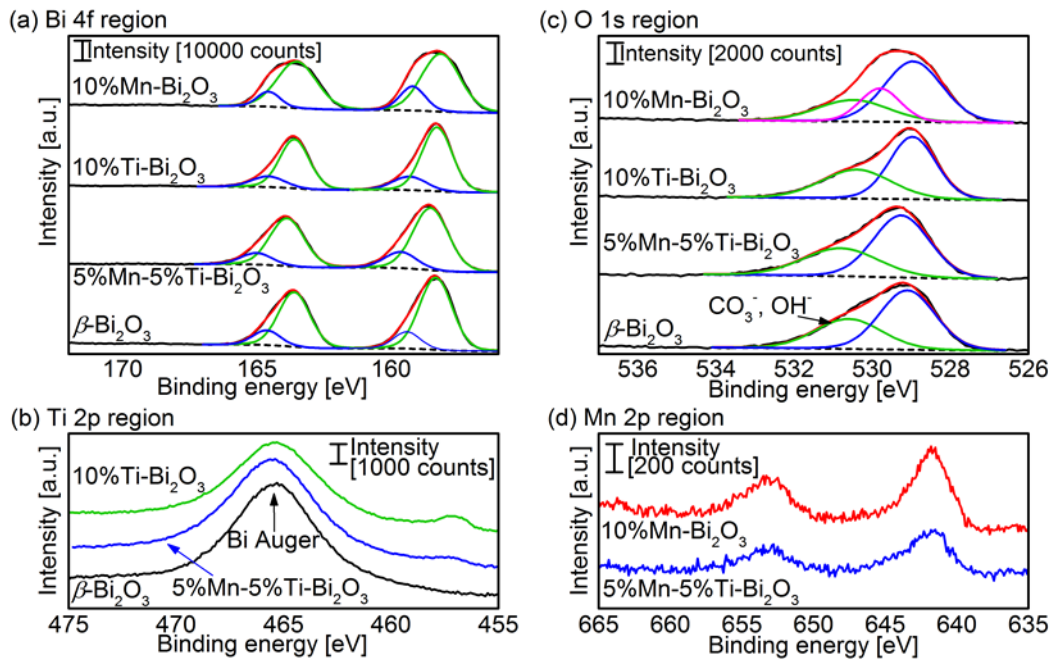 (a) Bi 4f region
Intensity [10000 counts]
10%Mn-Bi₂O₃
10%Ti-Bi₂O₃
5%Mn-5%Ti-Bi₂O₃
β-Bi₂O₃
Intensity [a.u.]
170 165 160
Binding energy [eV]
(c) O 1s region
Intensity [2000 counts]
10%Mn-Bi₂O₃
10%Ti-Bi₂O₃
5%Mn-5%Ti-Bi₂O₃
CO₃⁻, OH⁻
β-Bi₂O₃
Intensity [a.u.]
536 534 532 530 528 526
Binding energy [eV]
(b) Ti 2p region
Intensity
[1000 counts]
10%Ti-Bi₂O₃
Bi Auger
5%Mn-5%Ti-Bi₂O₃
β-Bi₂O₃
Intensity [a.u.]
475 470 465 460 455
Binding energy [eV]
(d) Mn 2p region
Intensity
[200 counts]
10%Mn-Bi₂O₃
5%Mn-5%Ti-Bi₂O₃
Intensity [a.u.]
665 660 655 650 645 640 635
Binding energy [eV]